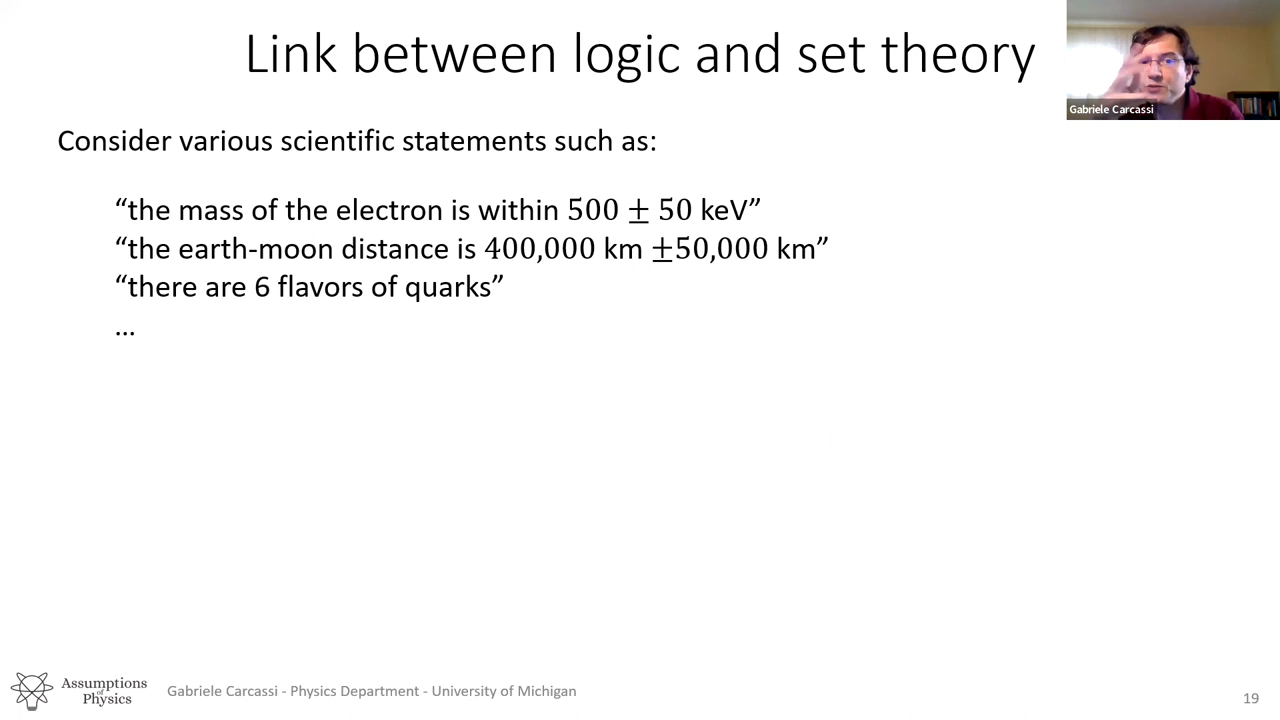 Link between logic and set theory
Gabriele Carcassi
Consider various scientific statements such as:
“the mass of the electron is within 500 ± 50 keV”
“the earth-moon distance is 400,000 km ±50,000 km”
“there are 6 flavors of quarks”
...
Assumptions
of
Physics
Gabriele Carcassi - Physics Department - University of Michigan
19